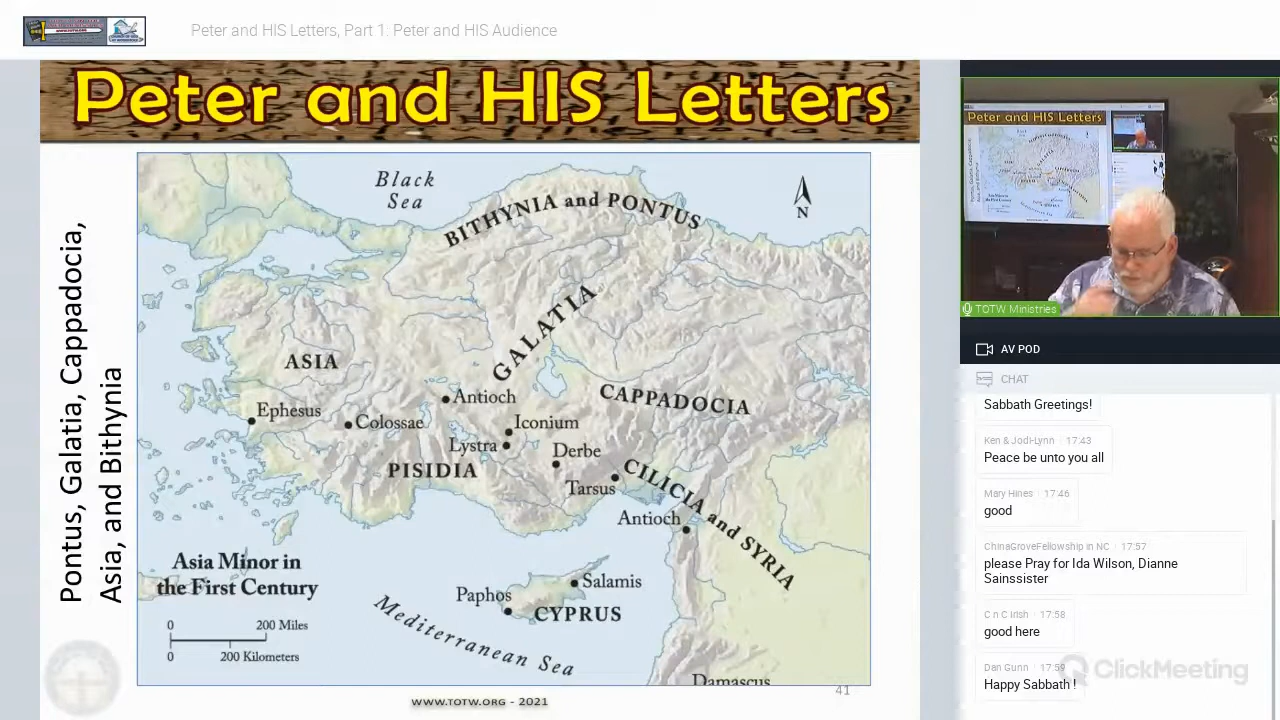 Peter and HIS Letters, Part 1: Peter and HIS Audience
Peter and HIS Letters
Pontus, Galatia, Cappadocia,
Asia, and Bithynia
Black
Sea
N
BITHYNIA and PONTUS
GALATIA
ASIA
CAPPADOCIA
Antioch
Ephesus
Colossae
Iconium
Lystra
Derbe
PISIDIA
Tarsus
CILICIA and SYRIA
Antioch
Asia Minor in
the First Century
Salamis
Paphos
CYPRUS
0 200 Miles
0 200 Kilometers
Mediterranean Sea
Damascus
41
WWW.TOTW.ORG - 2021
Peter and HIS Letters
TOTW Ministries
AV POD
CHAT
Sabbath Greetings!
Ken & Jodi-Lynn 17:43
Peace be unto you all
Mary Hines 17:46
good
ChinaGroveFellowship in NC 17:57
please Pray for Ida Wilson, Dianne
Sainssister
C n C Irish 17:58
good here
Dan Gunn 17:59
Happy Sabbath !
ClickMeeting